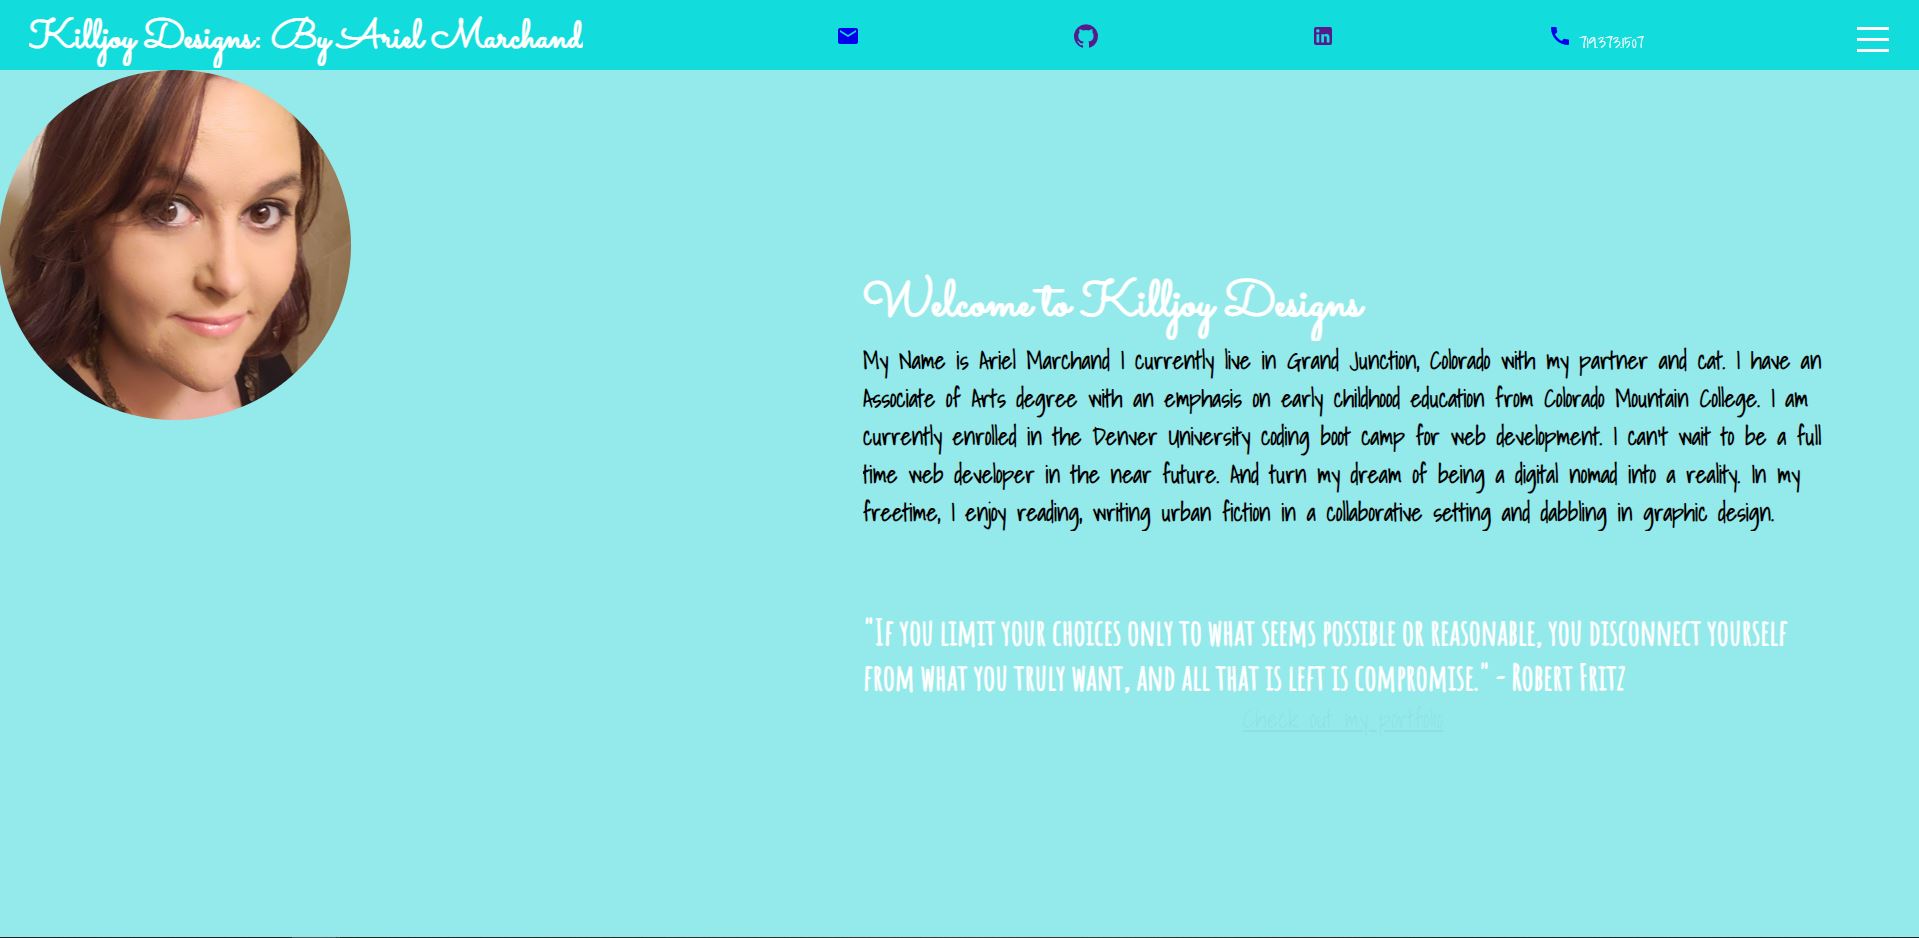 Killjoy Designs: By Ariel Marchand
719.373.1507
Welcome to Killjoy Designs
My Name is Ariel Marchand I currently live in Grand Junction, Colorado with my partner and cat. I have an
Associate of Arts degree with an emphasis on early childhood education from Colorado Mountain College. I am
currently enrolled in the Denver University coding boot camp for web development. I can't wait to be a full
time web developer in the near future. And turn my dream of being a digital nomad into a reality. In my
freetime, I enjoy reading, writing urban fiction in a collaborative setting and dabbling in graphic design.
"If you limit your choices only to what seems possible or reasonable, you disconnect yourself
from what you truly want, and all that is left is compromise." - Robert Fritz
Check out my portfolio